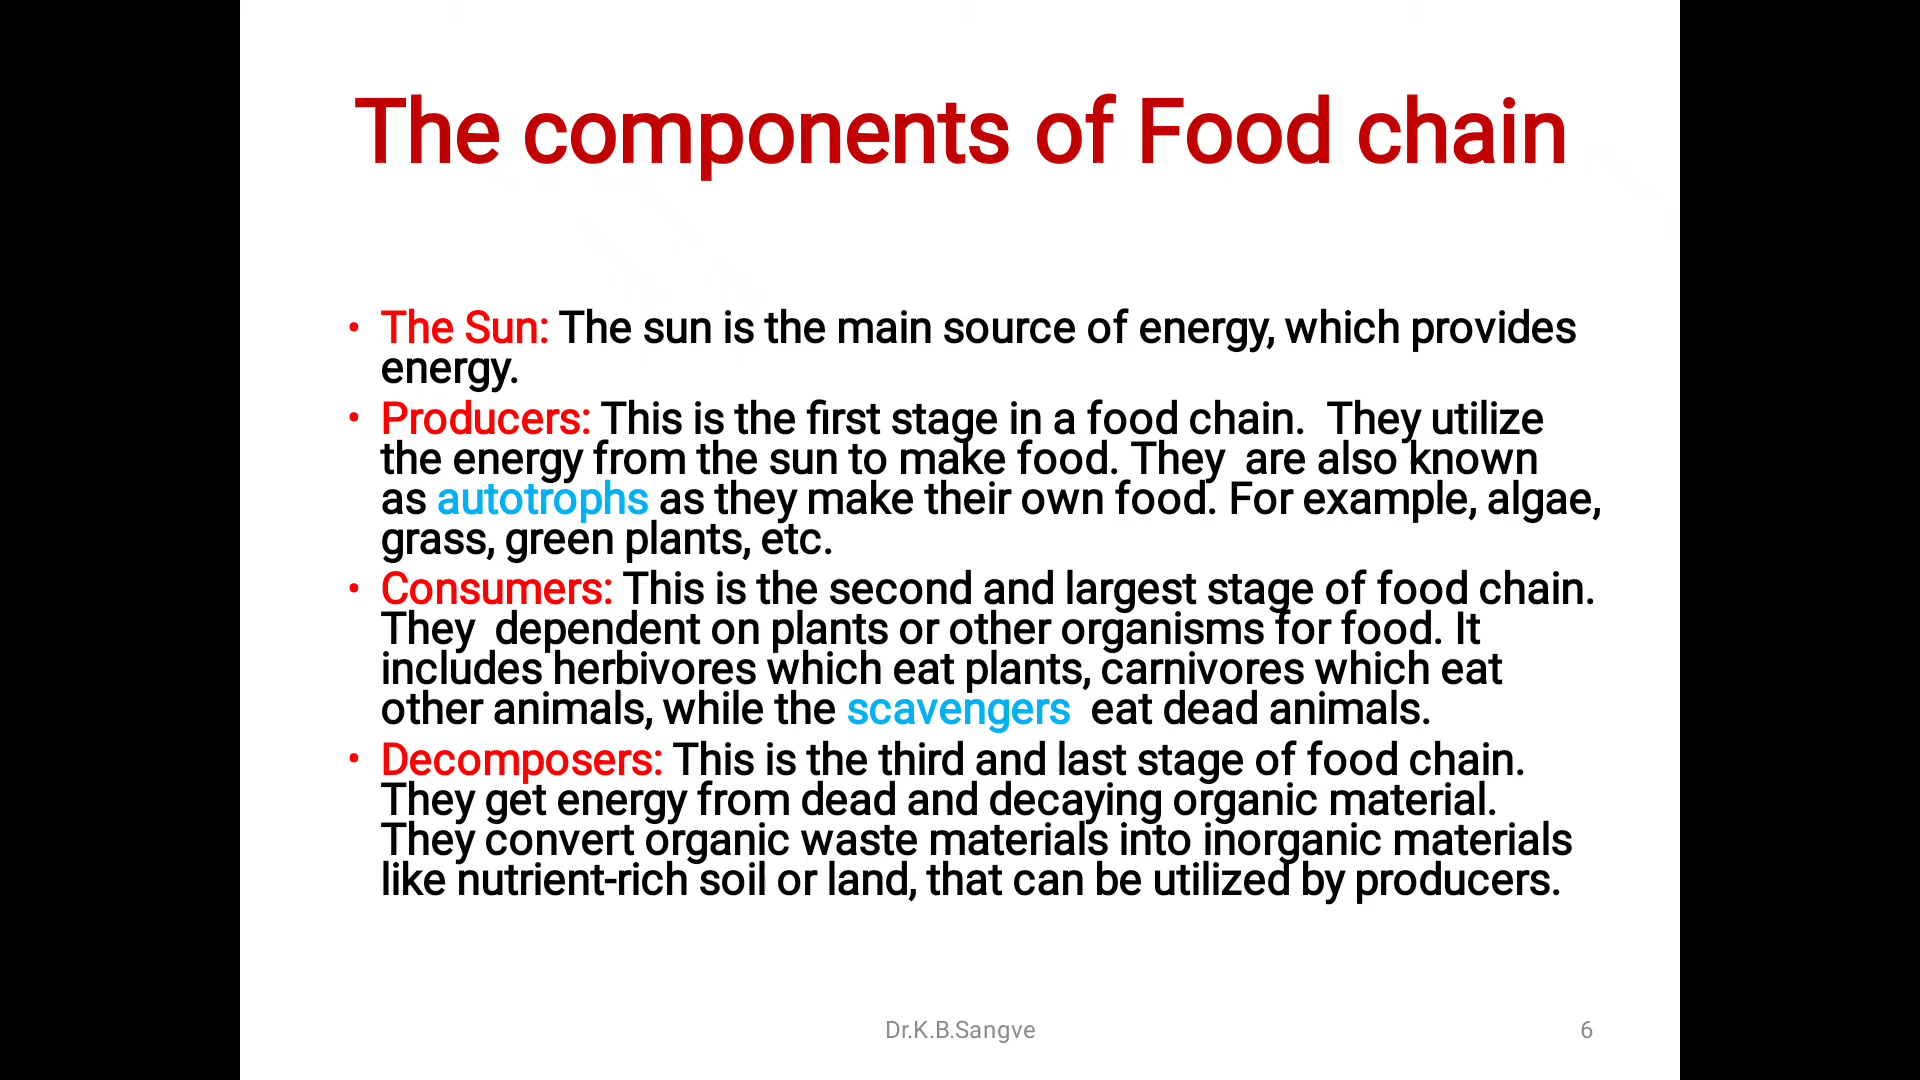 The components of Food chain
• The Sun: The sun is the main source of energy, which provides
energy.
• Producers: This is the first stage in a food chain.  They utilize
the energy from the sun to make food. They  are also known
as autotrophs as they make their own food. For example, algae,
grass, green plants, etc.
• Consumers: This is the second and largest stage of food chain.
They  dependent on plants or other organisms for food. It
includes herbivores which eat plants, carnivores which eat
other animals, while the scavengers  eat dead animals.
• Decomposers: This is the third and last stage of food chain.
They get energy from dead and decaying organic material.
They convert organic waste materials into inorganic materials
like nutrient-rich soil or land, that can be utilized by producers.
Dr.K.B.Sangve
6